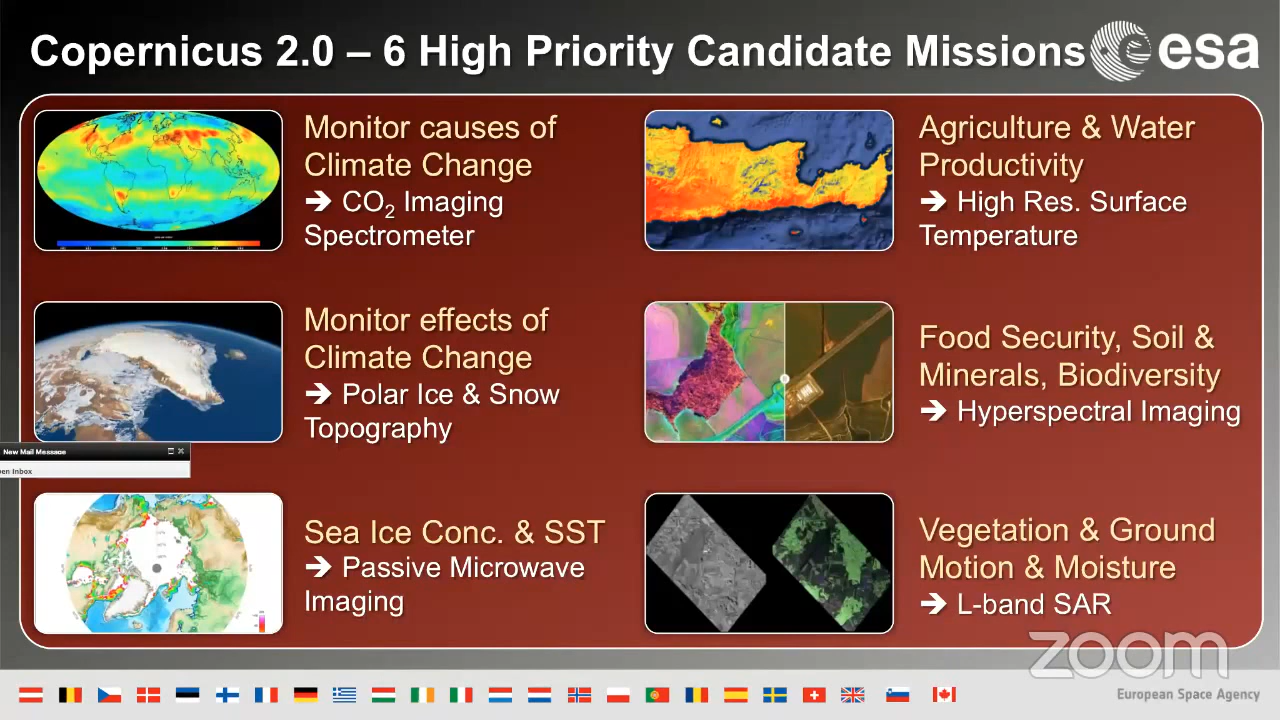 Copernicus 2.0 – 6 High Priority Candidate Missions
esa
Monitor causes of
Climate Change
➔ CO₂ Imaging
Spectrometer
Agriculture & Water
Productivity
➔ High Res. Surface
Temperature
Monitor effects of
Climate Change
➔ Polar Ice & Snow
Topography
Food Security, Soil &
Minerals, Biodiversity
➔ Hyperspectral Imaging
New Mail Message
en Inbox
Sea Ice Conc. & SST
➔ Passive Microwave
Imaging
Vegetation & Ground
Motion & Moisture
➔ L-band SAR
zoom
European Space Agency